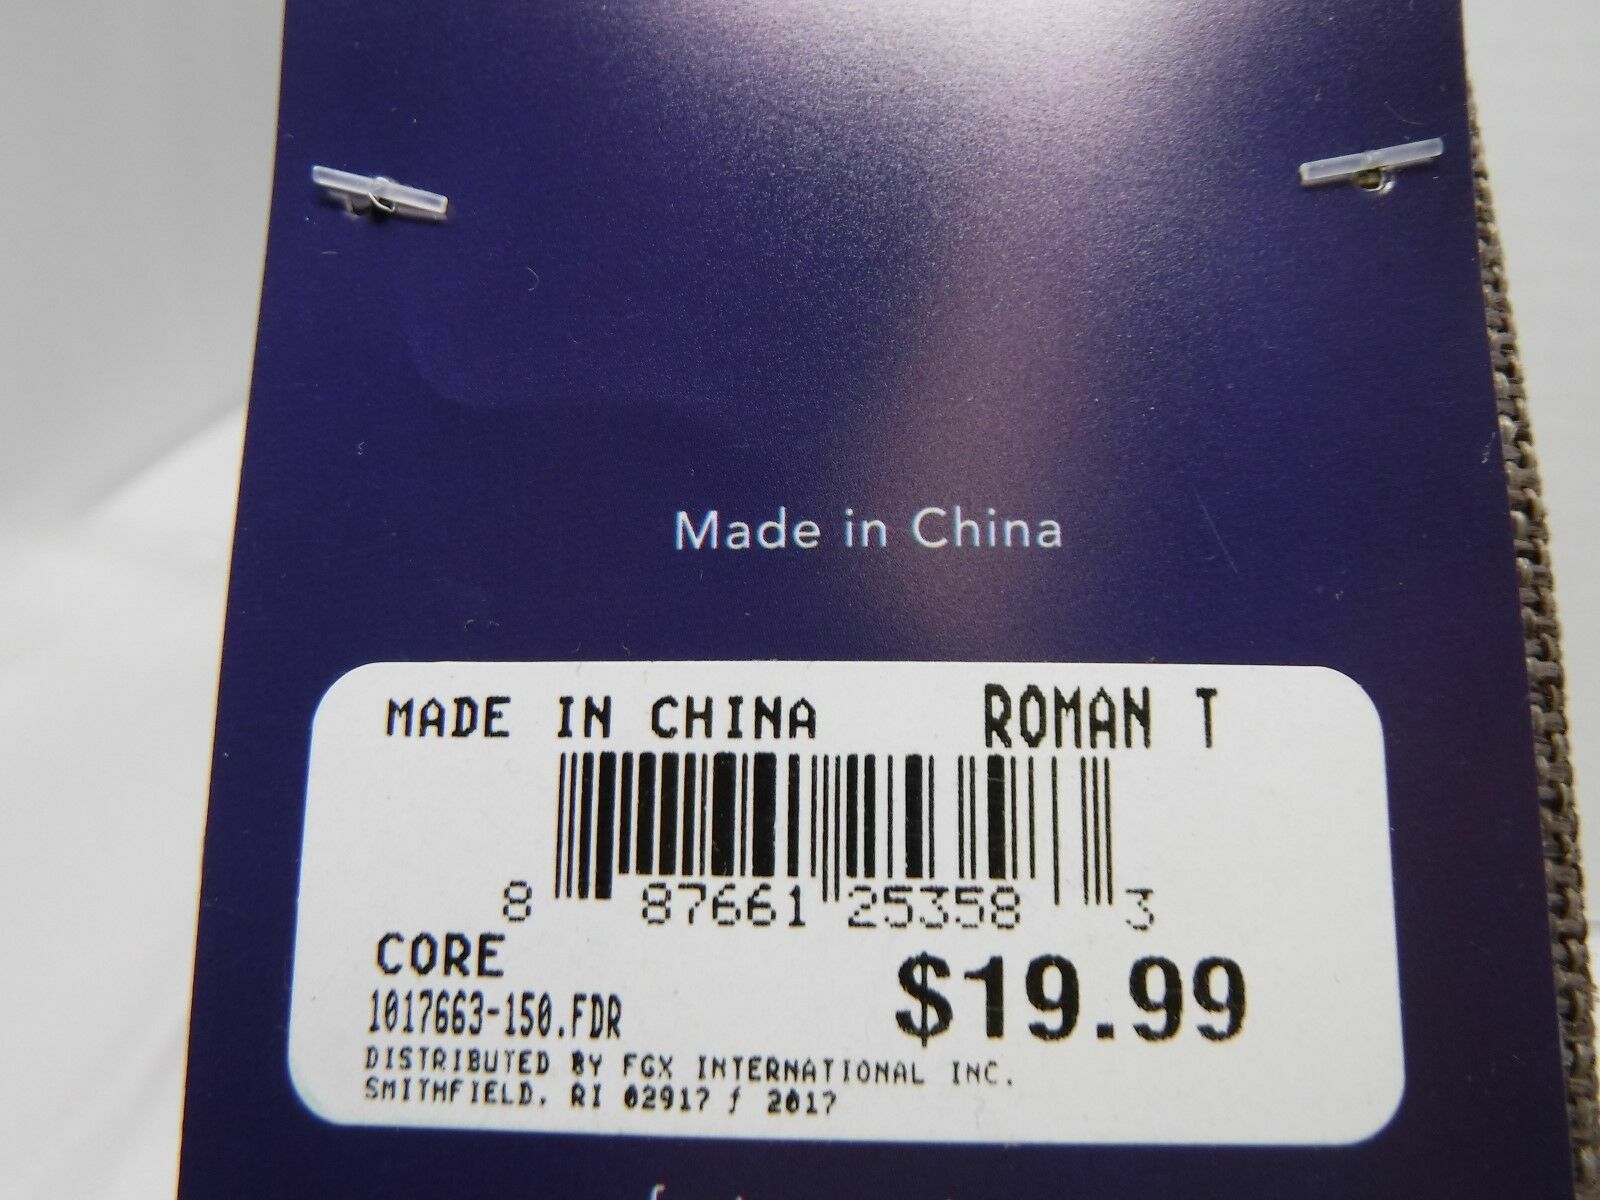 Made in China
MADE IN CHINA ROMAN T
8 87661 25358 3
CORE
1017663-150.FDR
$19.99
DISTRIBUTED BY FGX INTERNATIONAL INC.
SMITHFIELD, RI 02917 ƒ 2017